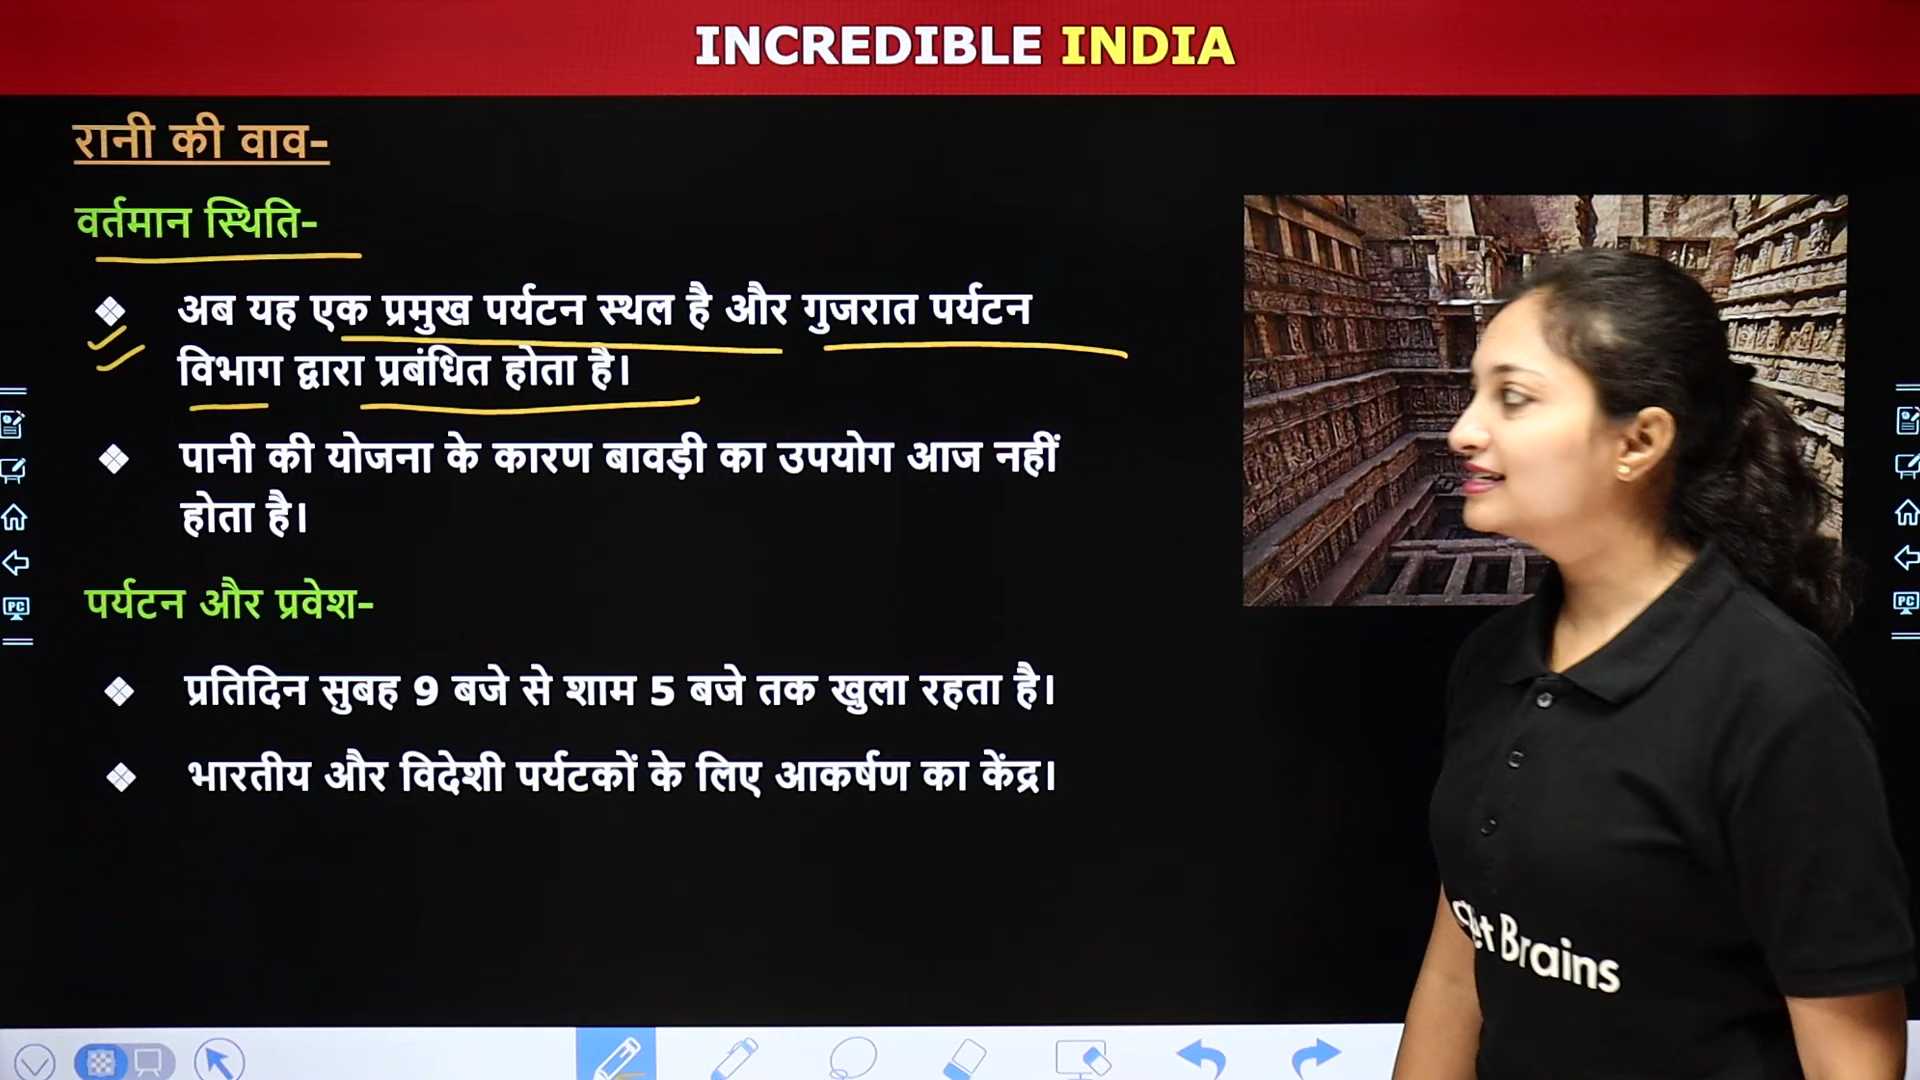 INCREDIBLE INDIA
रानी की वाव-
वर्तमान स्थिति-
❖ अब यह एक प्रमुख पर्यटन स्थल है और गुजरात पर्यटन
विभाग द्वारा प्रबंधित होता है।
❖ पानी की योजना के कारण बावड़ी का उपयोग आज नहीं
होता है।
पर्यटन और प्रवेश-
❖ प्रतिदिन सुबह 9 बजे से शाम 5 बजे तक खुला रहता है।
❖ भारतीय और विदेशी पर्यटकों के लिए आकर्षण का केंद्र।
Brains
PC
PC